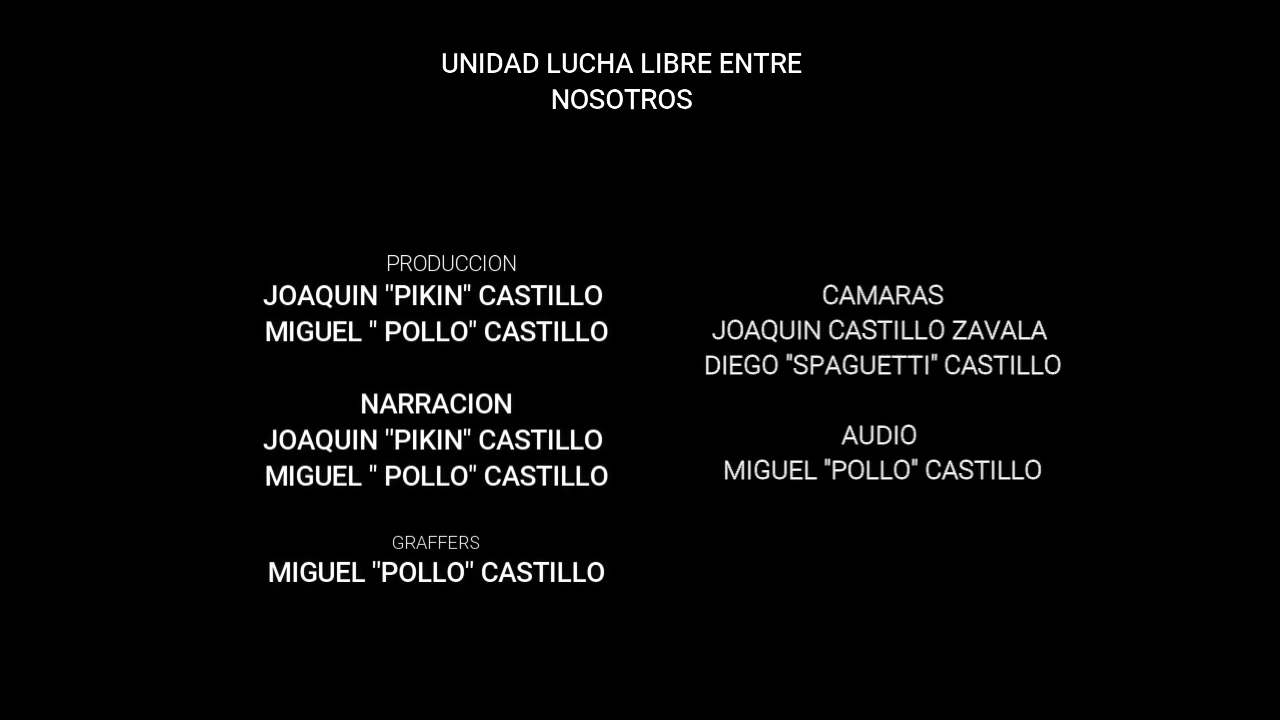 UNIDAD LUCHA LIBRE ENTRE
NOSOTROS
PRODUCCION
JOAQUIN "PIKIN" CASTILLO
MIGUEL " POLLO" CASTILLO
NARRACION
JOAQUIN "PIKIN" CASTILLO
MIGUEL " POLLO" CASTILLO
GRAFFERS
MIGUEL "POLLO" CASTILLO
CAMARAS
JOAQUIN CASTILLO ZAVALA
DIEGO "SPAGUETTI" CASTILLO
AUDIO
MIGUEL "POLLO" CASTILLO